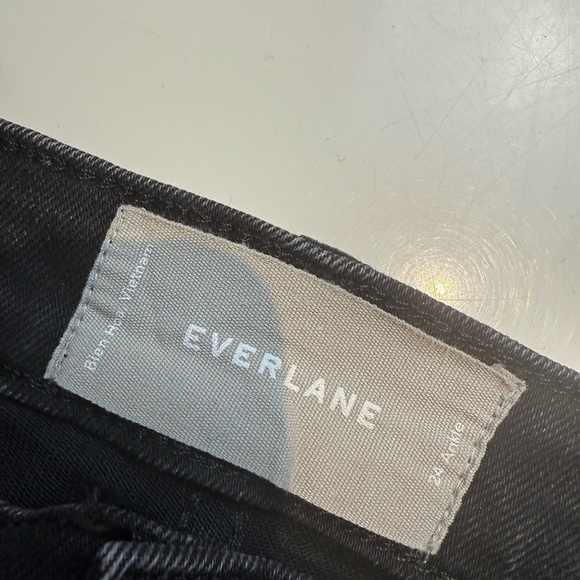 Bien Hoa, Vietnam
EVERLANE
24 Ankle